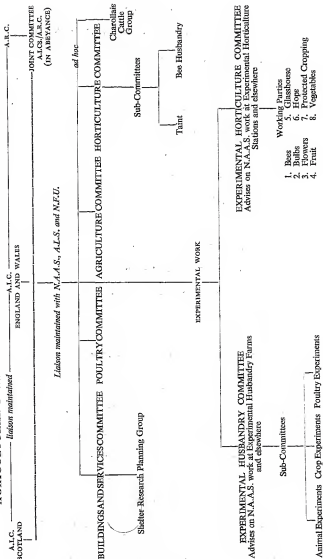 A.I.C. liaison maintained A.I.C. A.R.C.
SCOTLAND ENGLAND AND WALES
JOINT COMMITTEE
A.I.Cs/A.R.C.
(IN ABEYANCE)
Liaison maintained with N.A.A.S., A.L.S. and N.F.U.
ad hoc
BUILDINGS AND SERVICES COMMITTEE POULTRY COMMITTEE AGRICULTURE COMMITTEE HORTICULTURE COMMITTEE Charollais
Cattle
Group
Shelter Research Planning Group
Sub-Committees
Taint Bee Husbandry
EXPERIMENTAL WORK
EXPERIMENTAL HUSBANDRY COMMITTEE
Advises on N.A.A.S. work at Experimental Husbandry Farms
and elsewhere
Sub-Committees
Animal Experiments Crop Experiments Poultry Experiments
EXPERIMENTAL HORTICULTURE COMMITTEE
Advises on N.A.A.S. work at Experimental Horticulture
Stations and elsewhere
Working Parties
1. Bees 5. Glasshouse
2. Bulbs 6. Hops
3. Flowers 7. Protected Cropping
4. Fruit 8. Vegetables